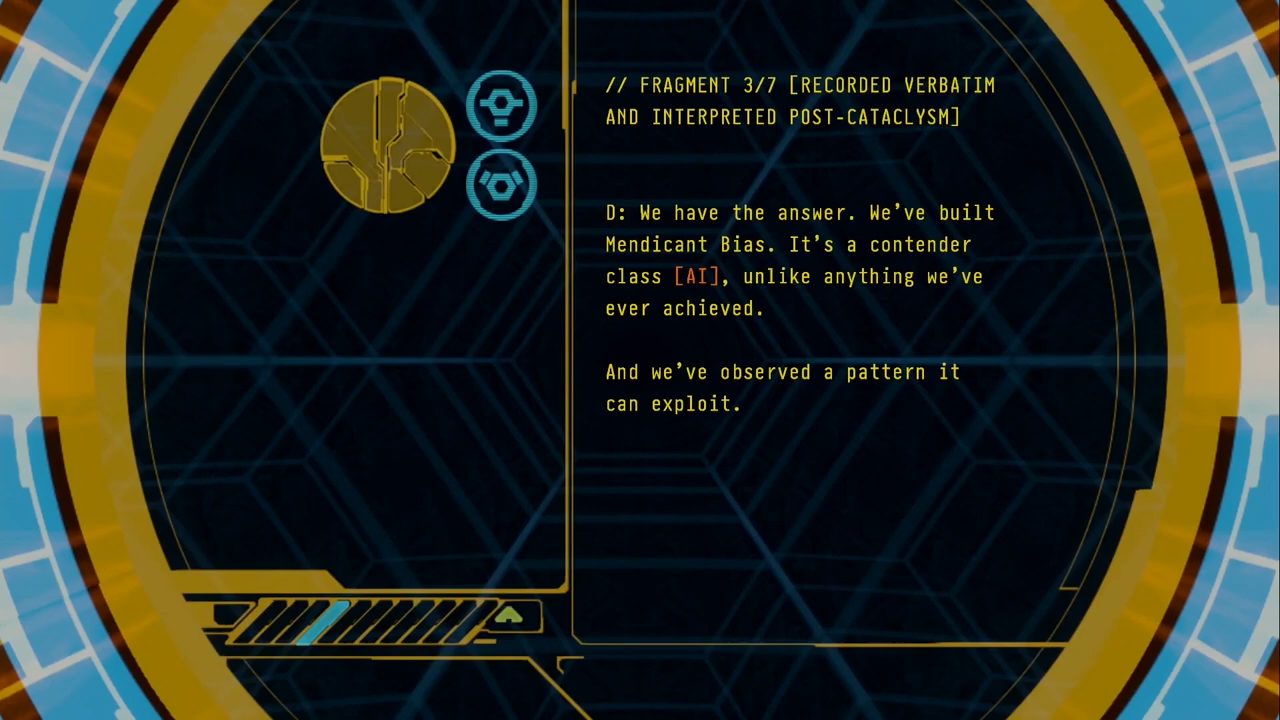 // FRAGMENT 3/7 [RECORDED VERBATIM
AND INTERPRETED POST-CATACLYSM]
D: We have the answer. We’ve built
Mendicant Bias. It’s a contender
class [AI], unlike anything we’ve
ever achieved.
And we’ve observed a pattern it
can exploit.